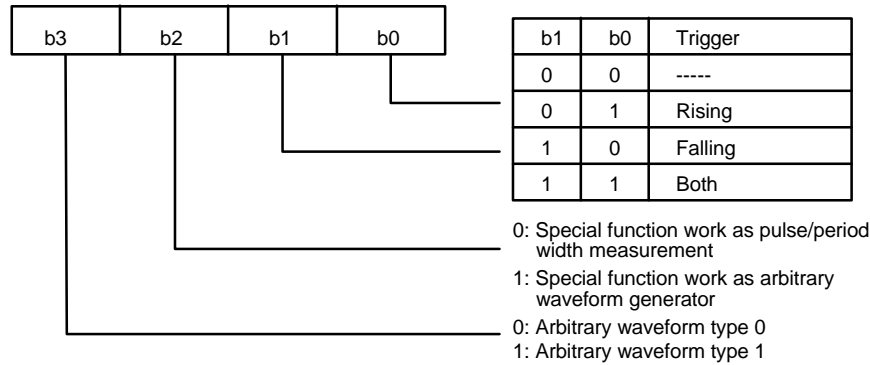 b3 b2 b1 b0
b1 b0 Trigger
0 0 -----
0 1 Rising
1 0 Falling
1 1 Both
0: Special function work as pulse/period
width measurement
1: Special function work as arbitrary
waveform generator
0: Arbitrary waveform type 0
1: Arbitrary waveform type 1